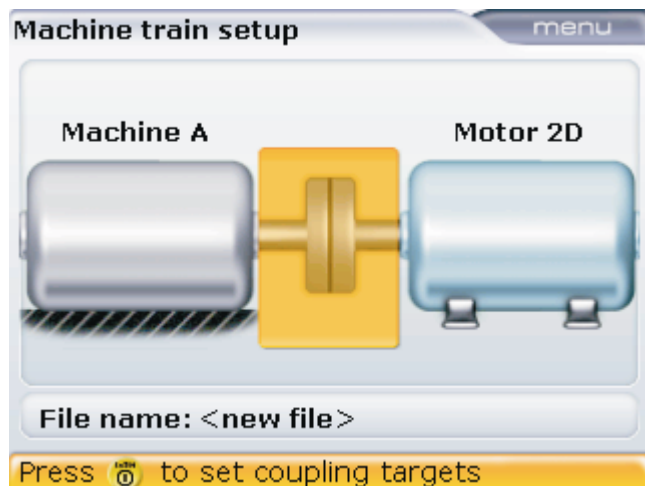 Machine train setup
menu
Machine A
Motor 2D
File name: <new file>
Press to set coupling targets